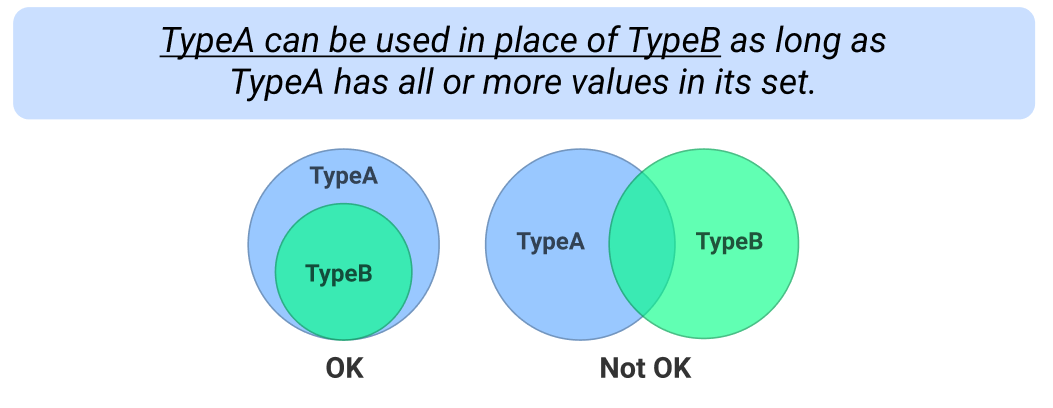 TypeA can be used in place of TypeB as long as
TypeA has all or more values in its set.
TypeA
TypeB
OK
TypeA
TypeB
Not OK